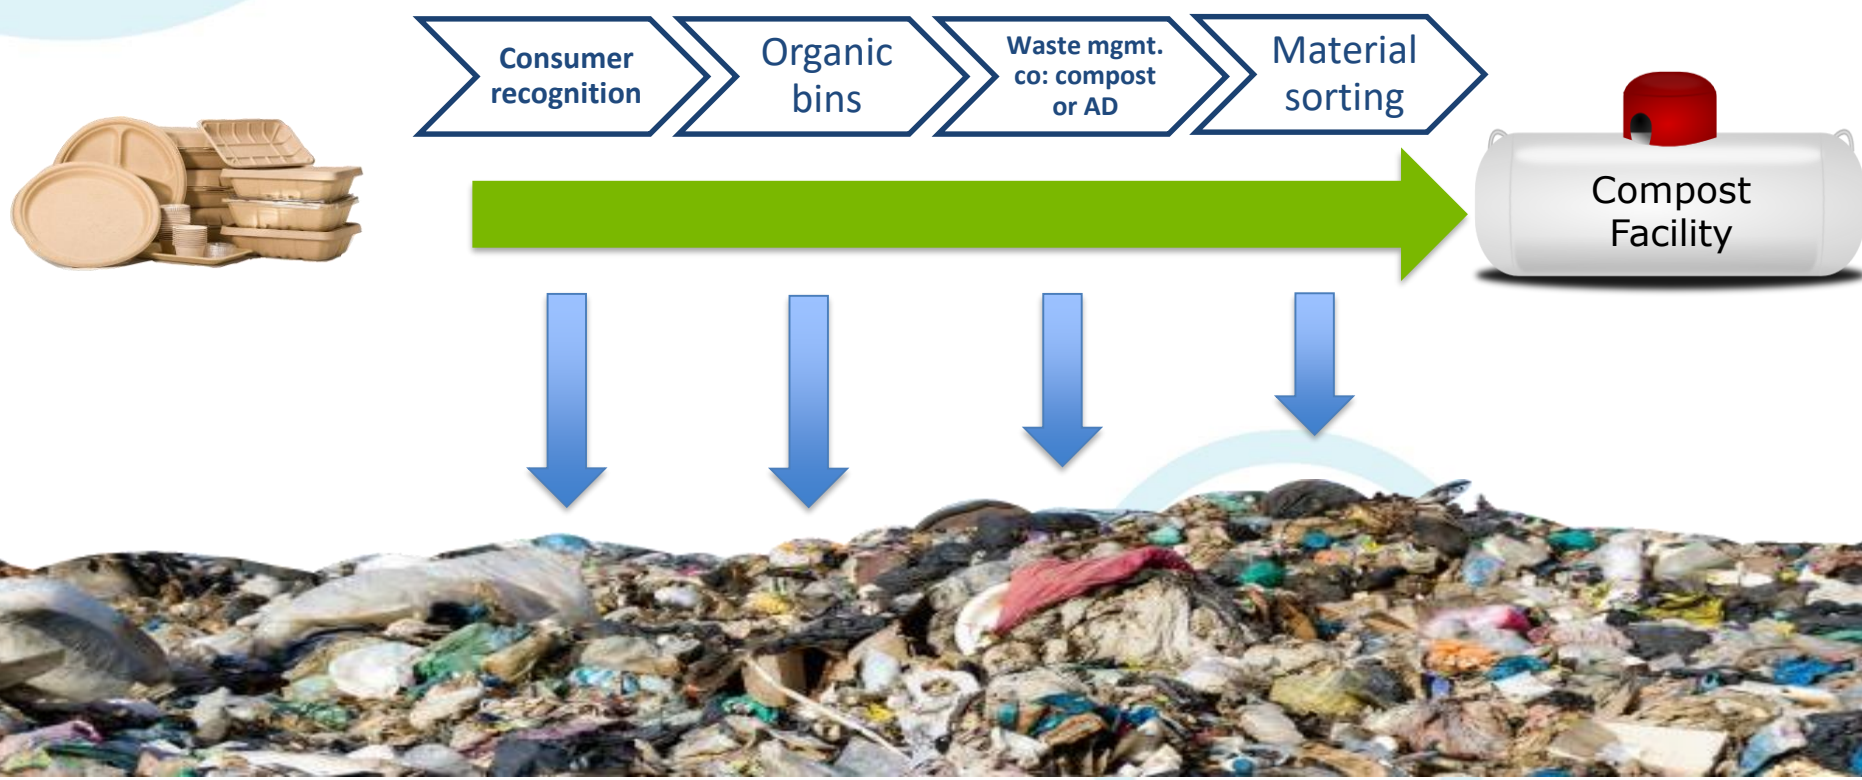 Consumer
recognition
Organic
bins
Waste mgmt.
co: compost
or AD
Material
sorting
Compost
Facility